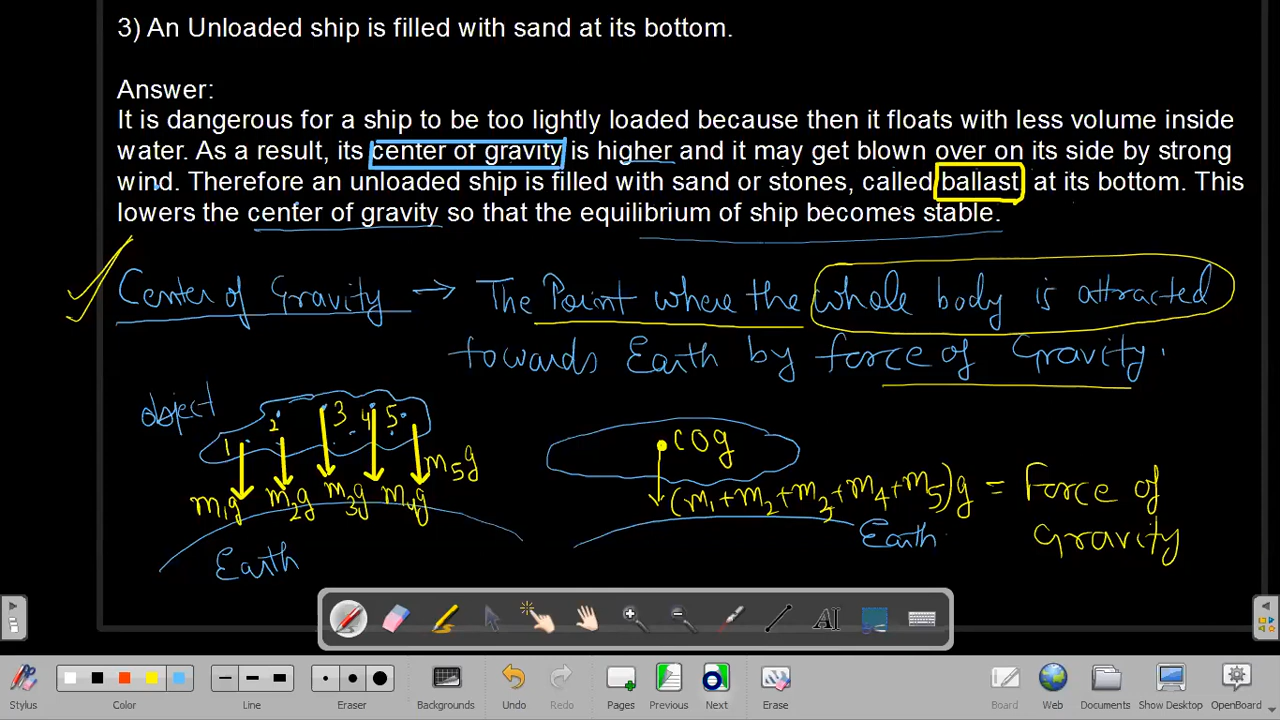 3) An Unloaded ship is filled with sand at its bottom.
Answer:
It is dangerous for a ship to be too lightly loaded because then it floats with less volume inside
water. As a result, its center of gravity is higher and it may get blown over on its side by strong
wind. Therefore an unloaded ship is filled with sand or stones, called ballast at its bottom. This
lowers the center of gravity so that the equilibrium of ship becomes stable.
Center of Gravity → The Point where the whole body is attracted
towards Earth by force of Gravity.
object
1 2 3 4 5
m₁g m₂g m₃g m₄g m₅g
Earth
COg
(m₁+m₂+m₃+m₄+m₅)g = Force of
Gravity
Earth
AI
Stylus Color Line Eraser Backgrounds Undo Redo Pages Previous Next Erase Board Web Documents Show Desktop OpenBoard